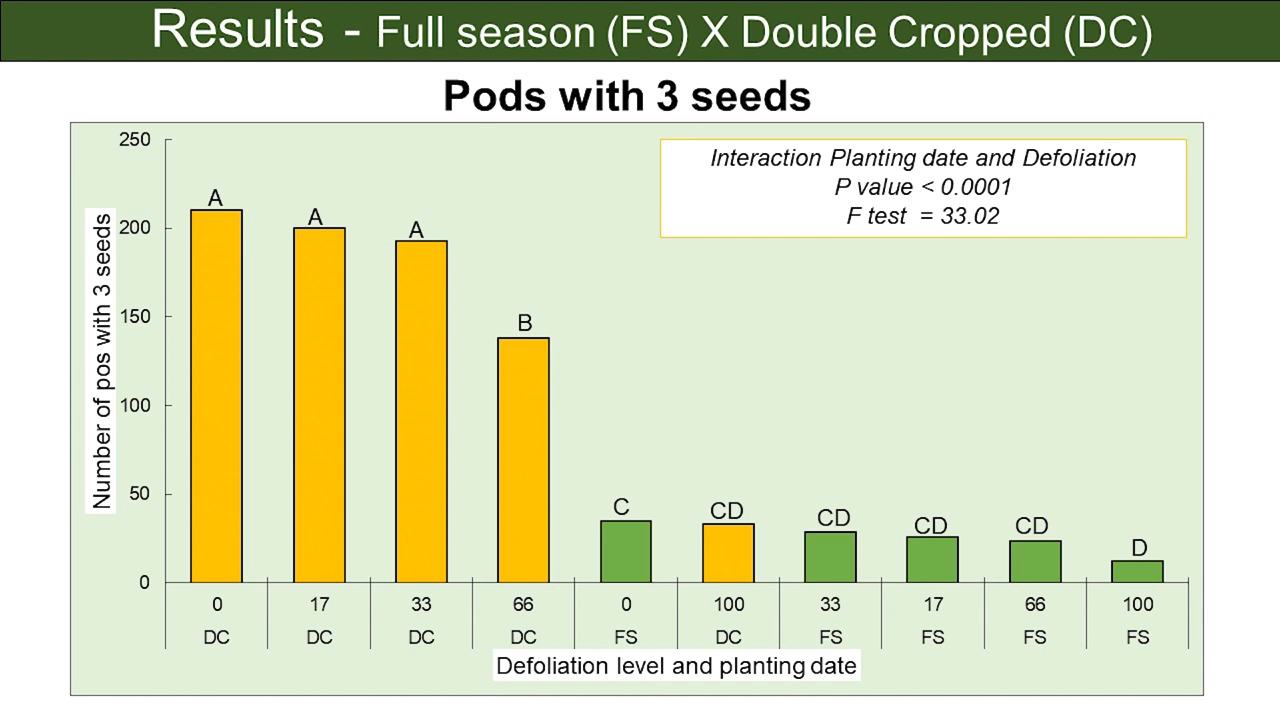 Results - Full season (FS) X Double Cropped (DC)
Pods with 3 seeds
Interaction Planting date and Defoliation
P value < 0.0001
F test = 33.02
Number of pos with 3 seeds
250
200
150
100
50
0
A
A
A
B
C
CD
CD
CD
CD
D
0 17 33 66 0 100 33 17 66 100
DC DC DC DC FS DC FS FS FS FS
Defoliation level and planting date